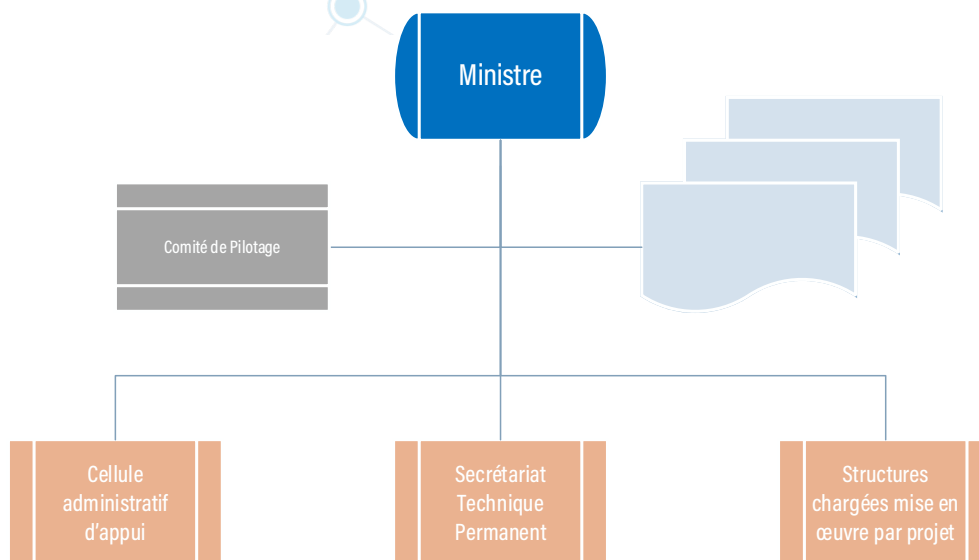 Ministre
Comité de Pilotage
Cellule
administratif
d’appui
Secrétariat
Technique
Permanent
Structures
chargées mise en
œuvre par projet